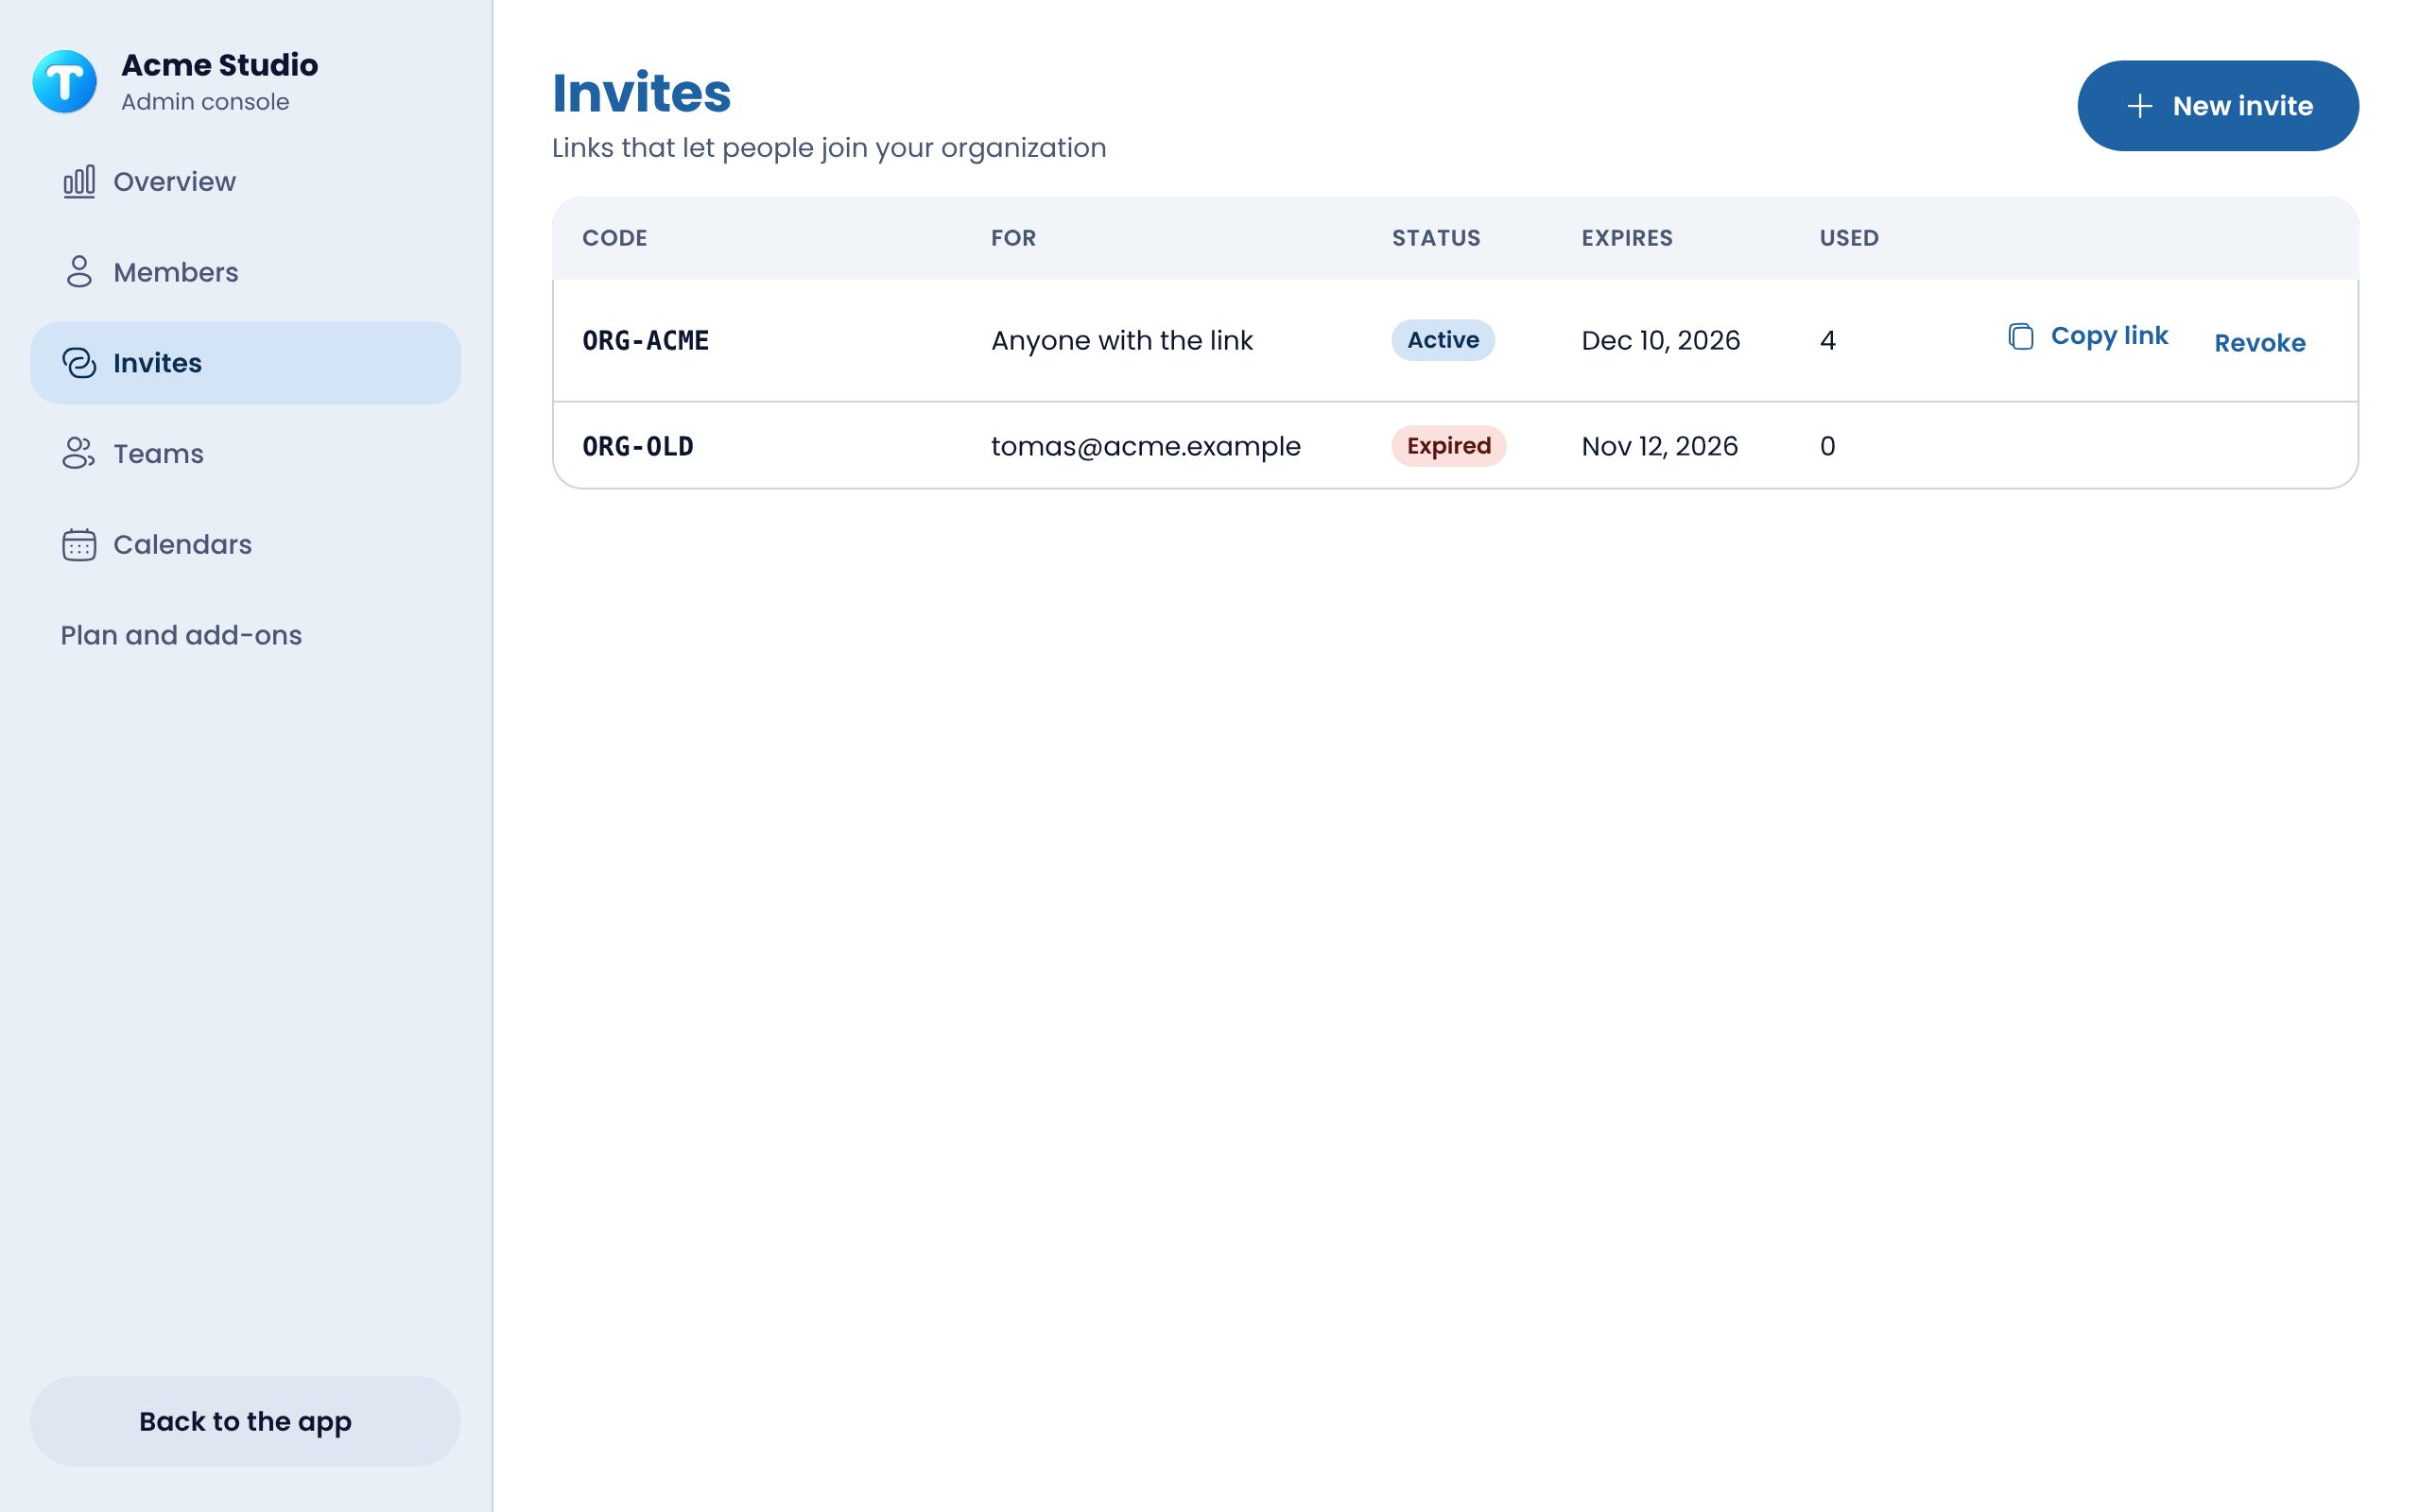 Acme Studio
Admin console
Overview
Members
Invites
Teams
Calendars
Plan and add-ons
Back to the app
Invites
Links that let people join your organization
New invite
CODE FOR STATUS EXPIRES USED
ORG-ACME Anyone with the link Active Dec 10, 2026 4 Copy link Revoke
ORG-OLD tomas@acme.example Expired Nov 12, 2026 0